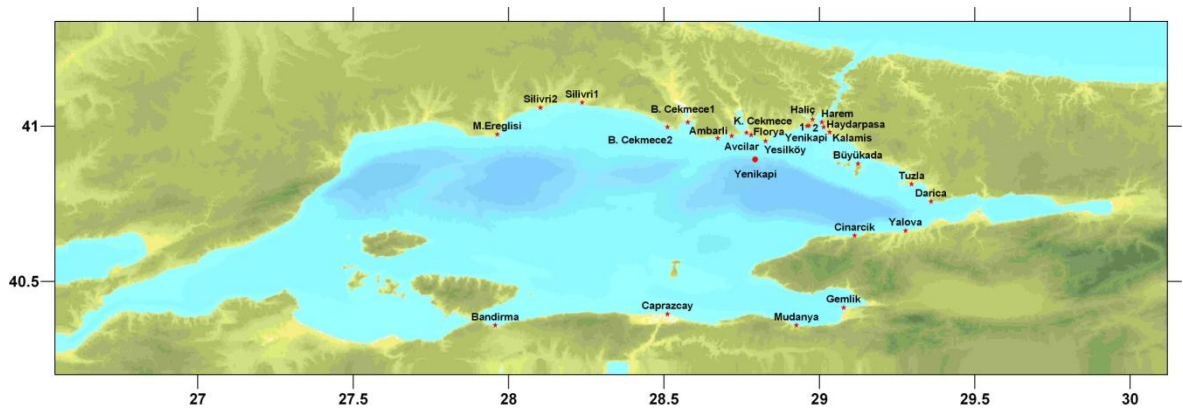 Silivri2
Silivri1
M.Ereglisi
B. Cekmece1
B. Cekmece2
Ambarli
K. Cekmece
Florya
Avcilar
Yesilköy
Yenikapi
Haliç
Harem
1 2
Haydarpasa
Yenikapi
Kalamis
Büyükada
Tuzla
Darica
Yalova
Cinarcik
Gemlik
Mudanya
Caprazcay
Bandirma
41
41
40.5
27
27.5
28
28.5
29
29.5
30